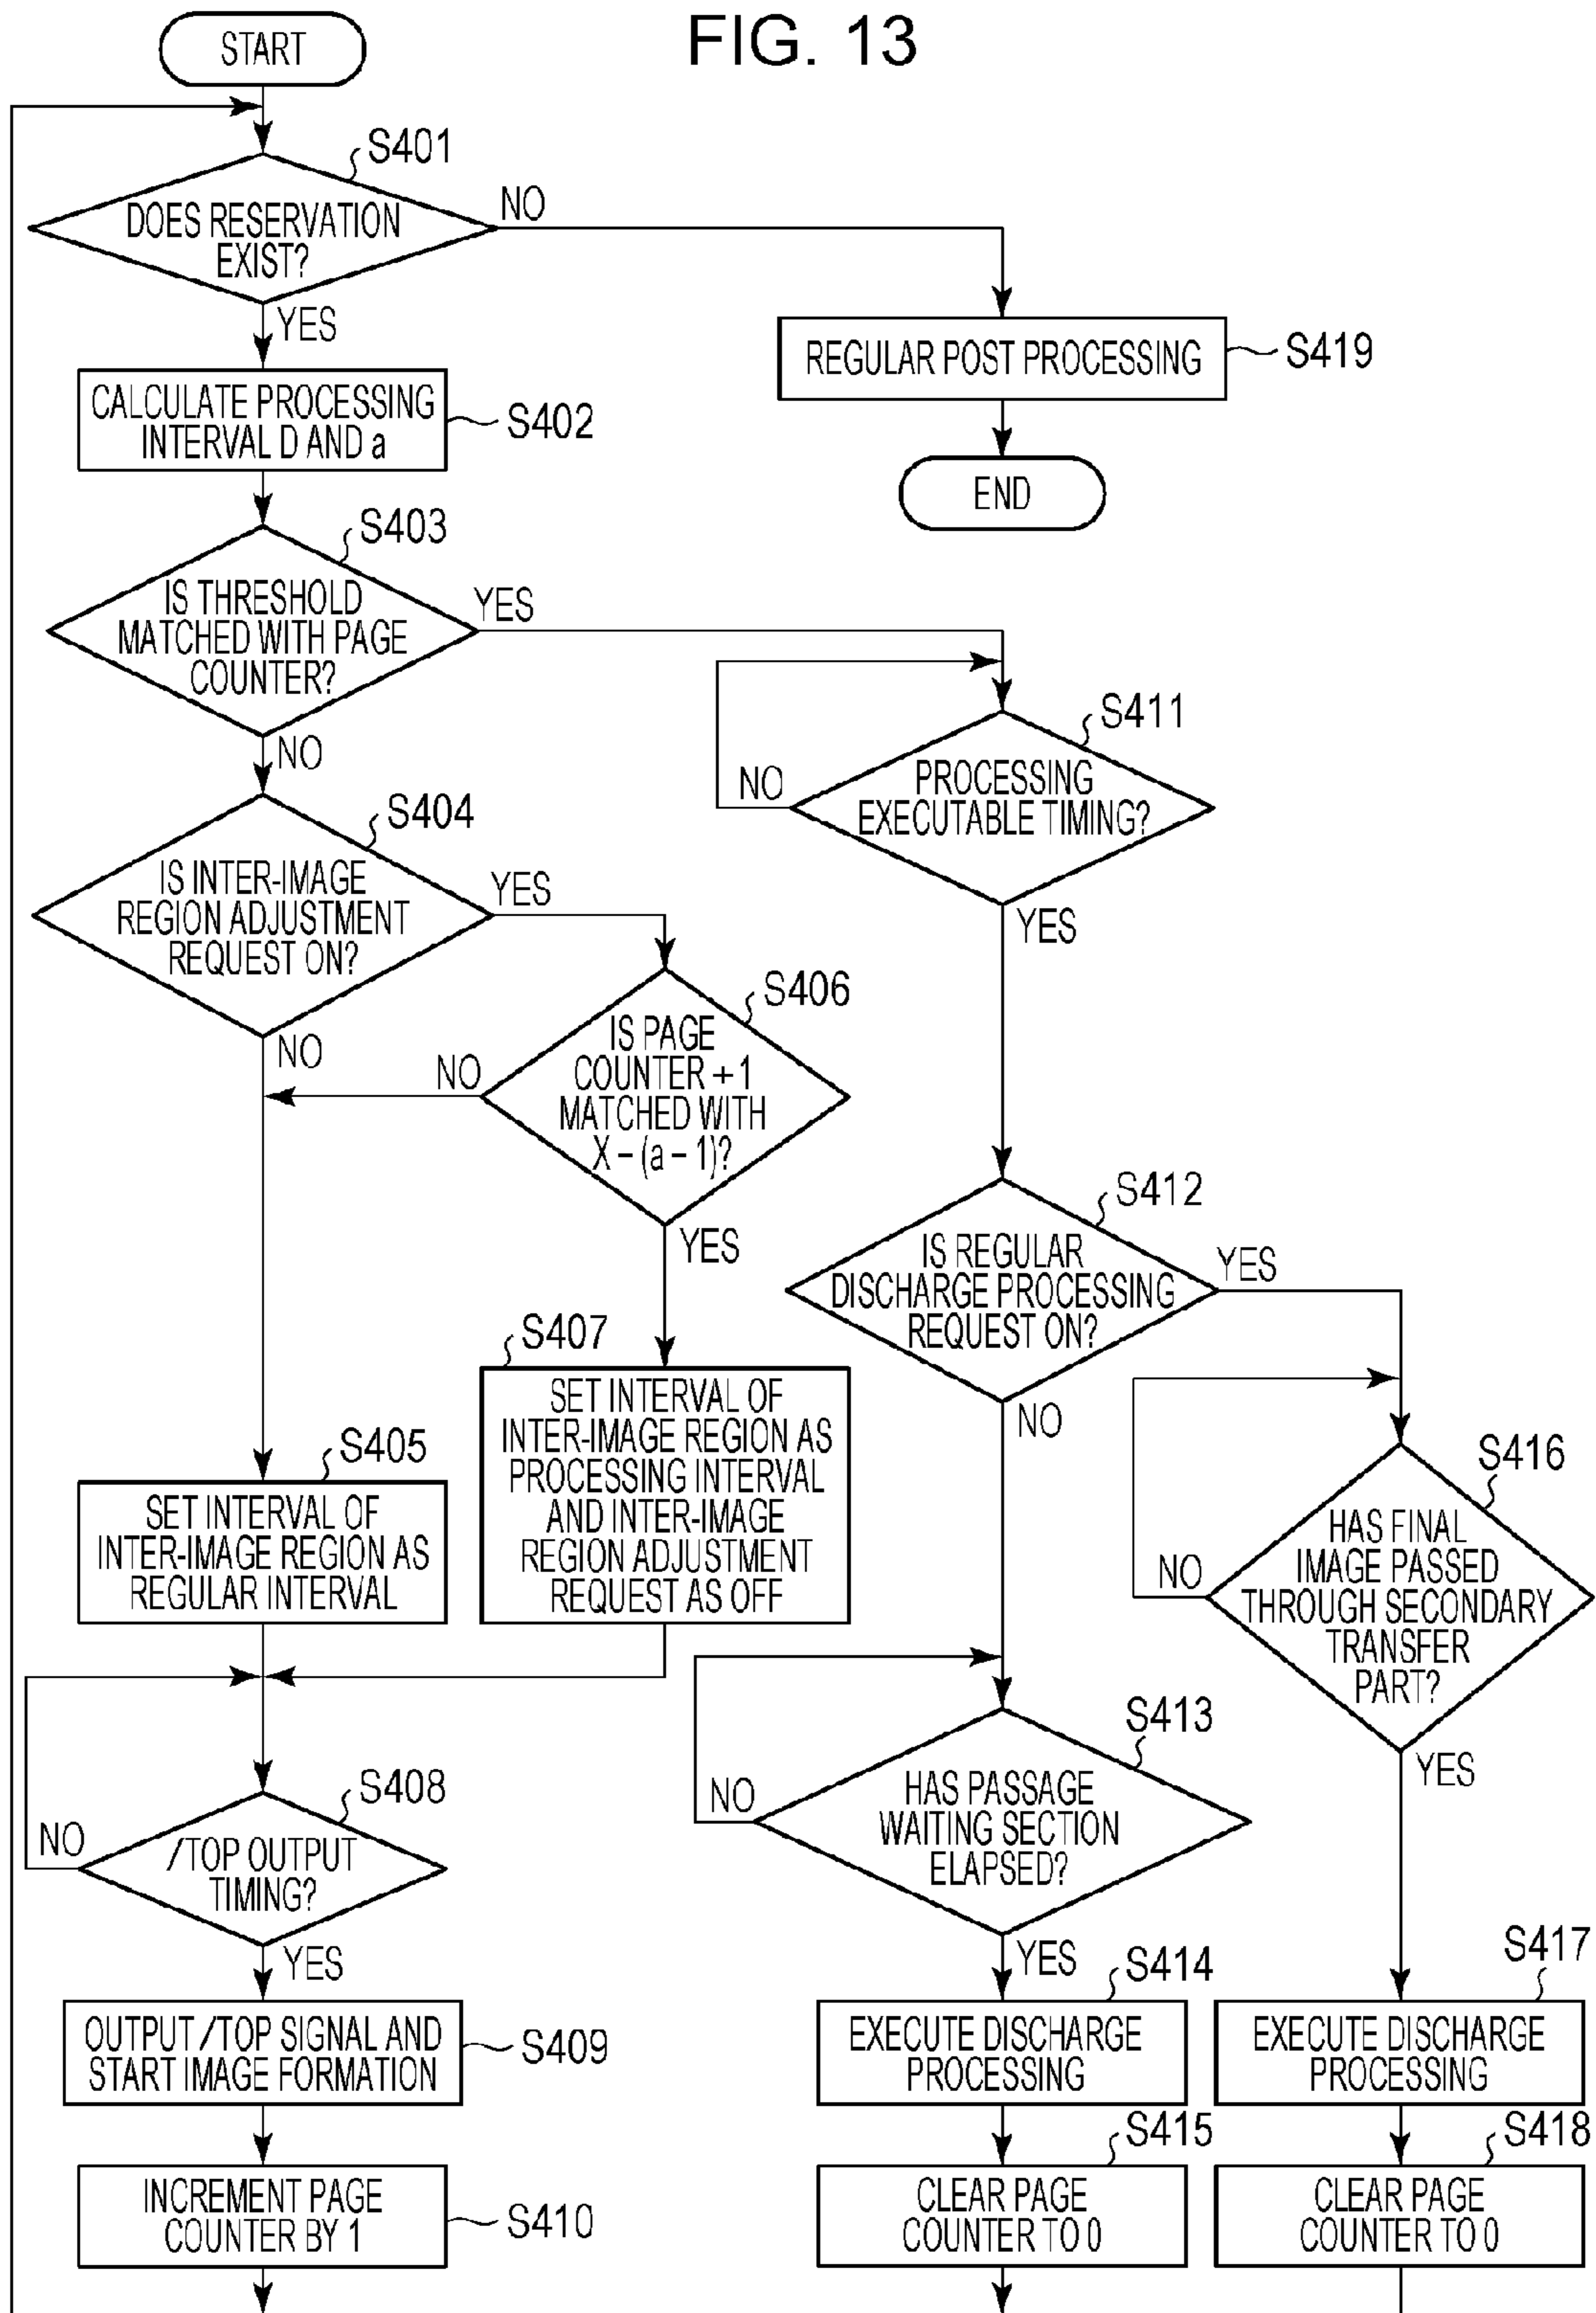 FIG. 13
START
S401
DOES RESERVATION
EXIST?
NO
YES
REGULAR POST PROCESSING
S419
CALCULATE PROCESSING
INTERVAL D AND a
S402
END
S403
IS THRESHOLD
MATCHED WITH PAGE
COUNTER?
YES
NO
S411
PROCESSING
EXECUTABLE TIMING?
NO
YES
S404
IS INTER-IMAGE
REGION ADJUSTMENT
REQUEST ON?
YES
NO
S406
IS PAGE
COUNTER + 1
MATCHED WITH
X – (a – 1)?
NO
YES
S412
IS REGULAR
DISCHARGE PROCESSING
REQUEST ON?
YES
NO
S407
SET INTERVAL OF
INTER-IMAGE REGION AS
PROCESSING INTERVAL
AND INTER-IMAGE
REGION ADJUSTMENT
REQUEST AS OFF
S405
SET INTERVAL OF
INTER-IMAGE REGION AS
REGULAR INTERVAL
S416
HAS FINAL
IMAGE PASSED
THROUGH SECONDARY
TRANSFER
PART?
NO
YES
S413
HAS PASSAGE
WAITING SECTION
ELAPSED?
NO
YES
S408
/TOP OUTPUT
TIMING?
NO
YES
S409
OUTPUT /TOP SIGNAL AND
START IMAGE FORMATION
S414
EXECUTE DISCHARGE
PROCESSING
S417
EXECUTE DISCHARGE
PROCESSING
INCREMENT PAGE
COUNTER BY 1
S410
S415
CLEAR PAGE
COUNTER TO 0
S418
CLEAR PAGE
COUNTER TO 0